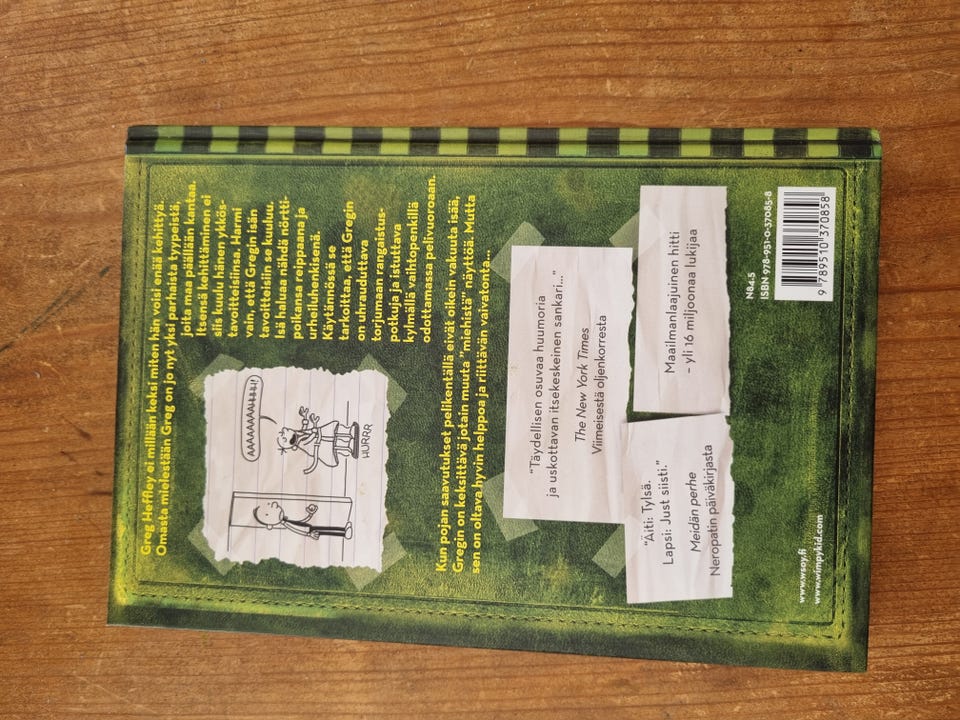 Greg Heffley ei millään keksi miten hän voisi enää kehittyä.
Omasta mielestään Greg on jo nyt yksi parhaista tyypeistä,
joita maa päällään kantaa.
Itsensä kehittäminen ei
siis kuulu hänen ykkös-
tavoitteisiinsa. Harmi
vain, että Gregin isän
tavoitteisiin se kuuluu.
Isä haluaa nähdä nörtti-
poikansa reippaana ja
urheiluhenkisenä.
Käytännössä se
tarkoittaa, että Gregin
on uhrauduttava
torjumaan rangaistus-
potkuja ja istuttava
kylmällä vaihtopenkillä
odottamassa pelivuoroaan.
AAAAAAAAHHH!
HURRR
Kun pojan saavutukset pelikentällä eivät oikein vakuuta isää,
Gregin on keksittävä jotain muuta "miehistä" näyttöä. Mutta
sen on oltava hyvin helppoa ja riittävän vaivatonta...
"Täydellisen osuvaa huumoria
ja uskottavan itsekeskeinen sankari..."
The New York Times
Viimeisestä oljenkorresta
"Äiti: Tylsä.
Lapsi: Just siisti."
Meidän perhe
Neropatin päiväkirjasta
Maailmanlaajuinen hitti
– yli 16 miljoonaa lukijaa
www.wsoy.fi
www.wimpykid.com
N84.5
ISBN 978-951-0-37085-8
9 789510 370858